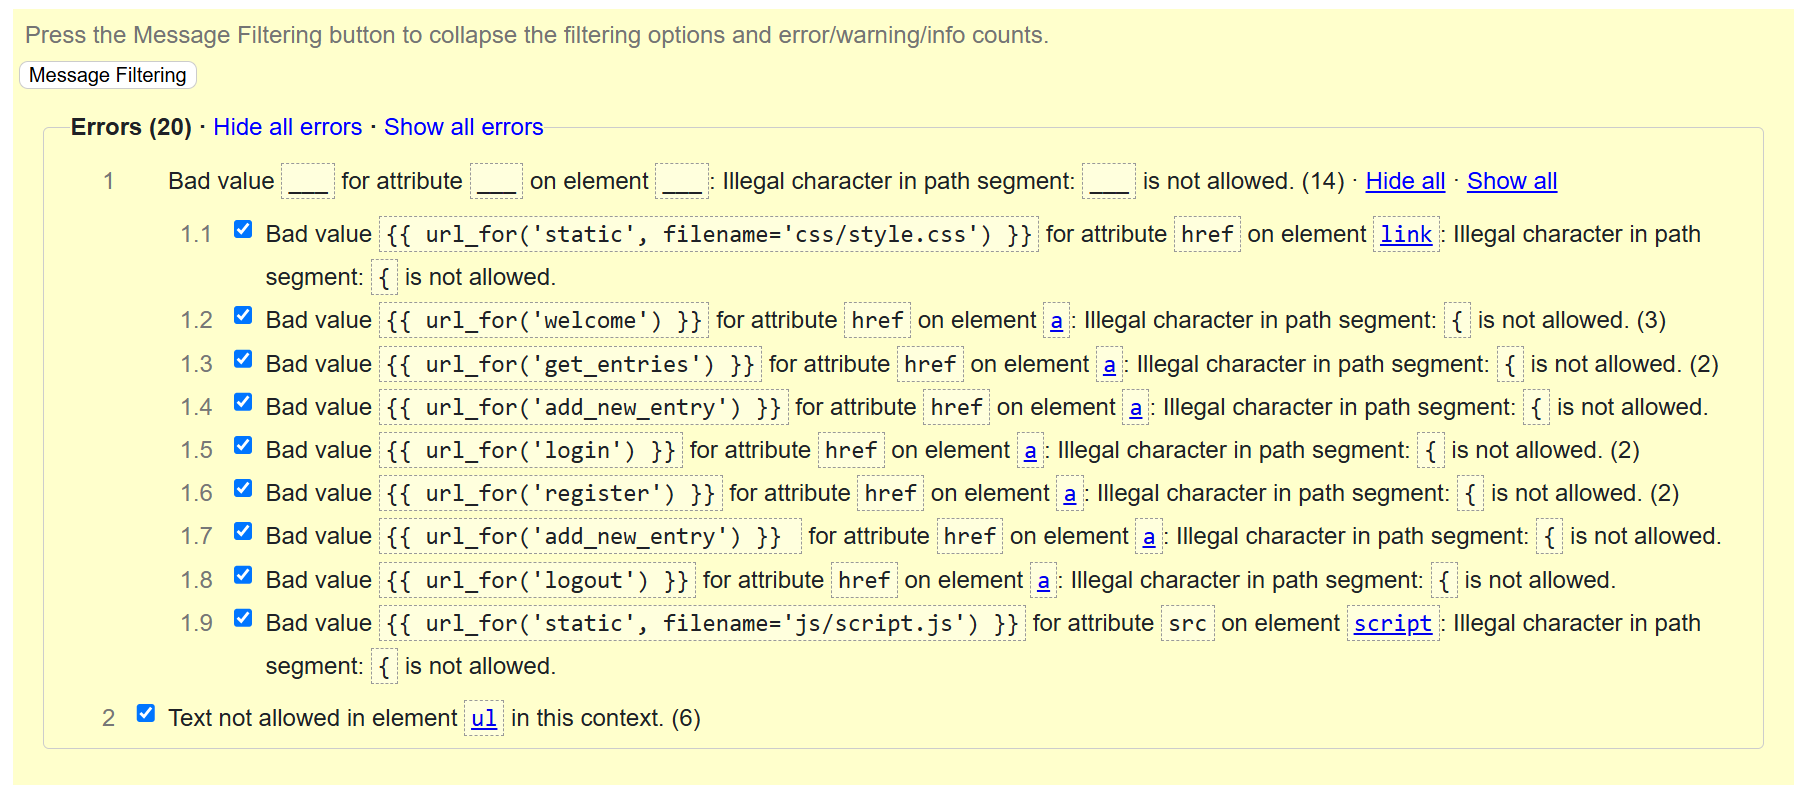 Press the Message Filtering button to collapse the filtering options and error/warning/info counts.
Message Filtering
Errors (20) · Hide all errors · Show all errors
1 Bad value ___ for attribute ___ on element ___: Illegal character in path segment: ___ is not allowed. (14) · Hide all · Show all
1.1 Bad value {{ url_for('static', filename='css/style.css') }} for attribute href on element link: Illegal character in path
segment: { is not allowed.
1.2 Bad value {{ url_for('welcome') }} for attribute href on element a: Illegal character in path segment: { is not allowed. (3)
1.3 Bad value {{ url_for('get_entries') }} for attribute href on element a: Illegal character in path segment: { is not allowed. (2)
1.4 Bad value {{ url_for('add_new_entry') }} for attribute href on element a: Illegal character in path segment: { is not allowed.
1.5 Bad value {{ url_for('login') }} for attribute href on element a: Illegal character in path segment: { is not allowed. (2)
1.6 Bad value {{ url_for('register') }} for attribute href on element a: Illegal character in path segment: { is not allowed. (2)
1.7 Bad value {{ url_for('add_new_entry') }} for attribute href on element a: Illegal character in path segment: { is not allowed.
1.8 Bad value {{ url_for('logout') }} for attribute href on element a: Illegal character in path segment: { is not allowed.
1.9 Bad value {{ url_for('static', filename='js/script.js') }} for attribute src on element script: Illegal character in path
segment: { is not allowed.
2 Text not allowed in element ul in this context. (6)